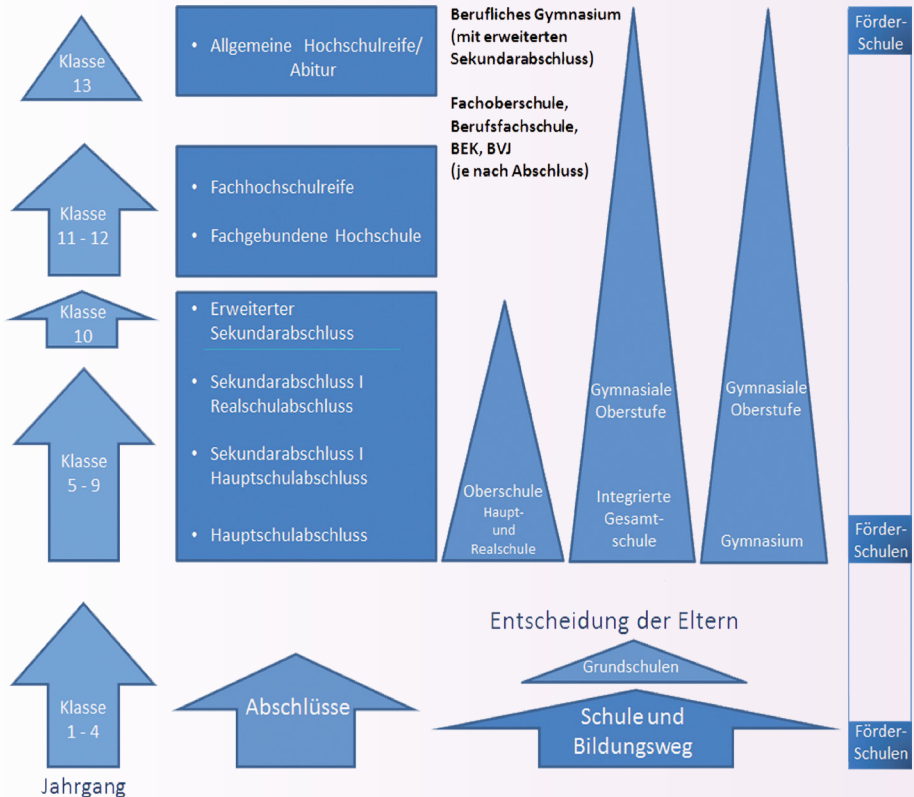 Klasse
13
• Allgemeine Hochschulreife/
Abitur
Berufliches Gymnasium
(mit erweiterten
Sekundarabschluss)
Fachoberschule,
Berufsfachschule,
BEK, BVJ
(je nach Abschluss)
Förder-
Schule
Klasse
11 - 12
• Fachhochschulreife
• Fachgebundene Hochschule
Klasse
10
• Erweiterter
Sekundarabschluss
Klasse
5 - 9
• Sekundarabschluss I
Realschulabschluss
• Sekundarabschluss I
Hauptschulabschluss
• Hauptschulabschluss
Oberschule
Haupt-
und
Realschule
Gymnasiale
Oberstufe
Integrierte
Gesamt-
schule
Gymnasiale
Oberstufe
Gymnasium
Förder-
Schulen
Klasse
1 - 4
Jahrgang
Abschlüsse
Entscheidung der Eltern
Grundschulen
Schule und
Bildungsweg
Förder-
Schulen